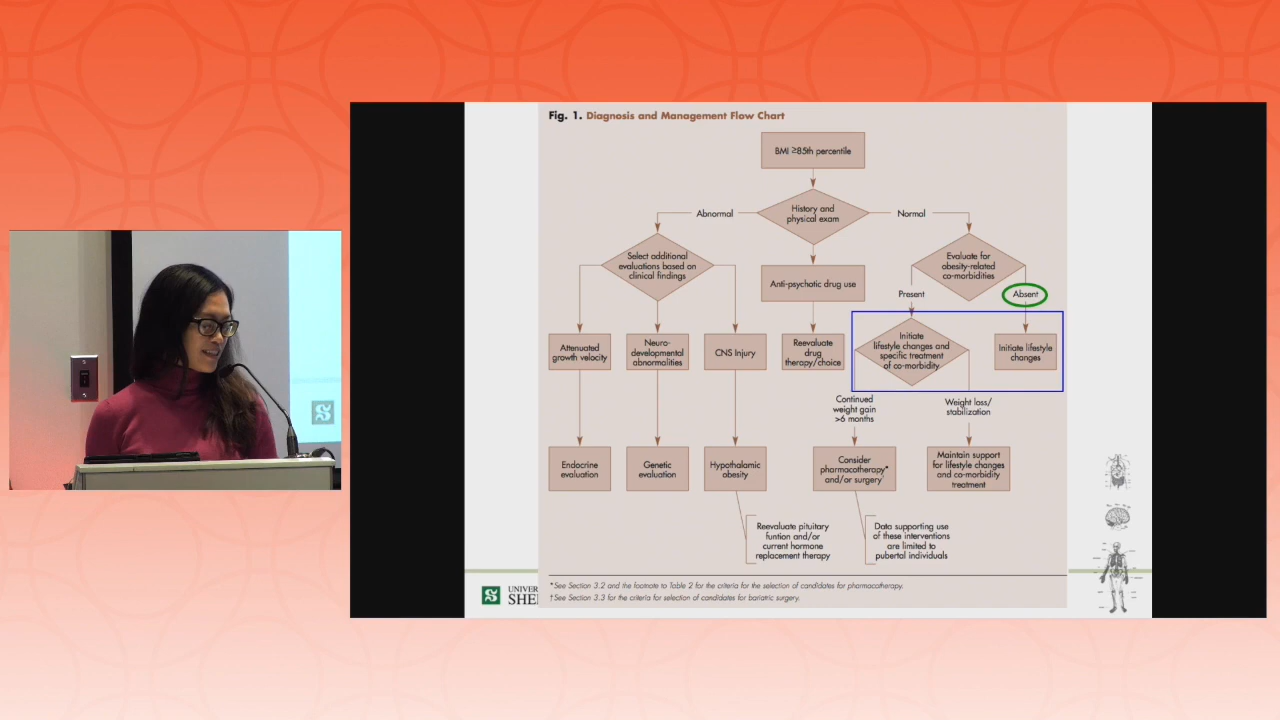 Fig. 1. Diagnosis and Management Flow Chart
BMI ≥85th percentile
Abnormal
History and
physical exam
Normal
Select additional
evaluations based on
clinical findings
Anti-psychatic drug use
Evaluate for
obesity-related
co-morbidities
Present
Absent
Attenuated
growth velocity
Neuro-
developmental
abnormalities
CNS Injury
Reevaluate
drug
therapy/choice
Initiate
lifestyle changes and
specific treatment
of co-morbidity
Initiate lifestyle
changes
Continued
weight gain
>6 months
Weight loss/
stabilization
Endocrine
evaluation
Genetic
evaluation
Hypothalamic
obesity
Consider
pharmacotherapy*
and/or surgery†
Maintain support
for lifestyle changes
and co-morbidity
treatment
Reevaluate pituitary
funtion and/or
current hormone
replacement therapy
Data supporting use
of these interventions
are limited to
pubertal individuals
*See Section 3.2 and the footnote to Table 2 for the criteria for the selection of candidates for pharmacotherapy.
†See Section 3.3 for the criteria for selection of candidates for bariatric surgery.
S
UNIVER
SHE
S